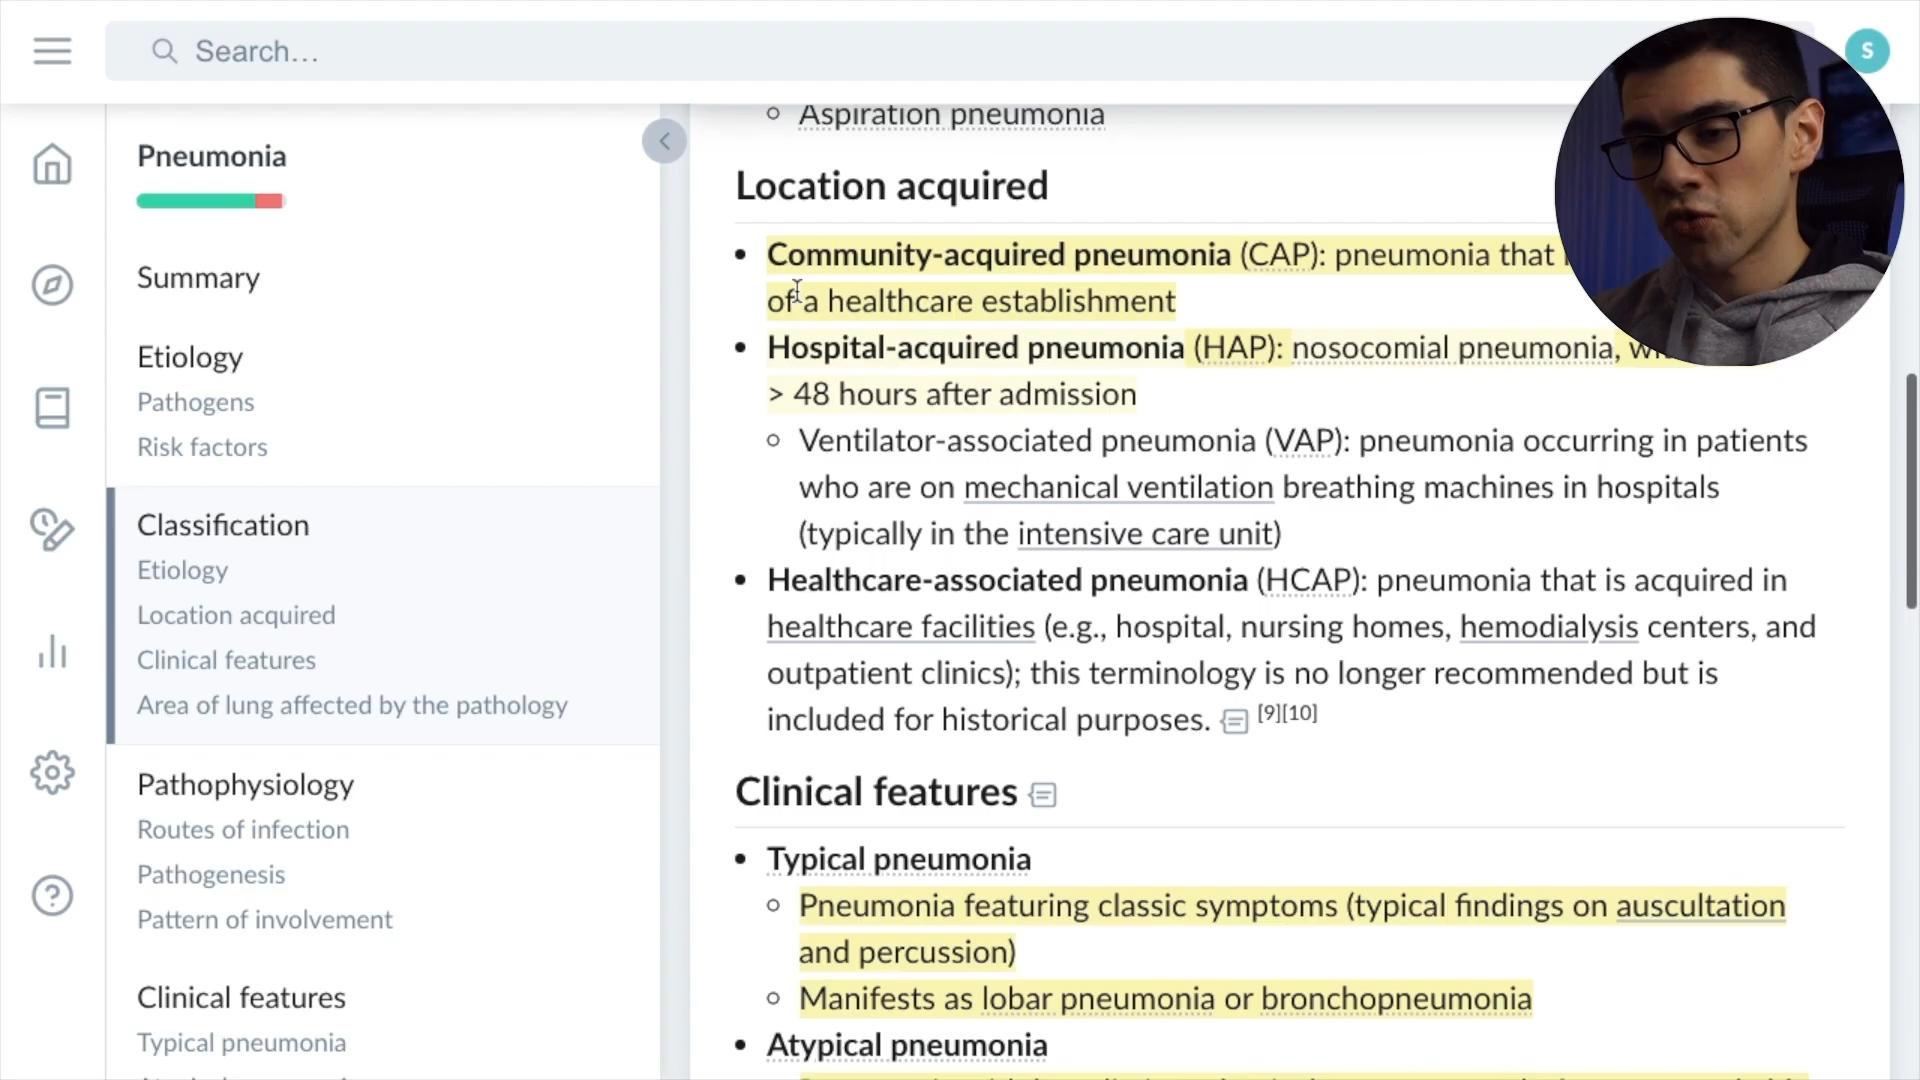 Search…
S
Pneumonia
Summary
Etiology
Pathogens
Risk factors
Classification
Etiology
Location acquired
Clinical features
Area of lung affected by the pathology
Pathophysiology
Routes of infection
Pathogenesis
Pattern of involvement
Clinical features
Typical pneumonia
Aspiration pneumonia
Location acquired
Community-acquired pneumonia (CAP): pneumonia that
of a healthcare establishment
Hospital-acquired pneumonia (HAP): nosocomial pneumonia,
> 48 hours after admission
Ventilator-associated pneumonia (VAP): pneumonia occurring in patients
who are on mechanical ventilation breathing machines in hospitals
(typically in the intensive care unit)
Healthcare-associated pneumonia (HCAP): pneumonia that is acquired in
healthcare facilities (e.g., hospital, nursing homes, hemodialysis centers, and
outpatient clinics); this terminology is no longer recommended but is
included for historical purposes. [9][10]
Clinical features
Typical pneumonia
Pneumonia featuring classic symptoms (typical findings on auscultation
and percussion)
Manifests as lobar pneumonia or bronchopneumonia
Atypical pneumonia